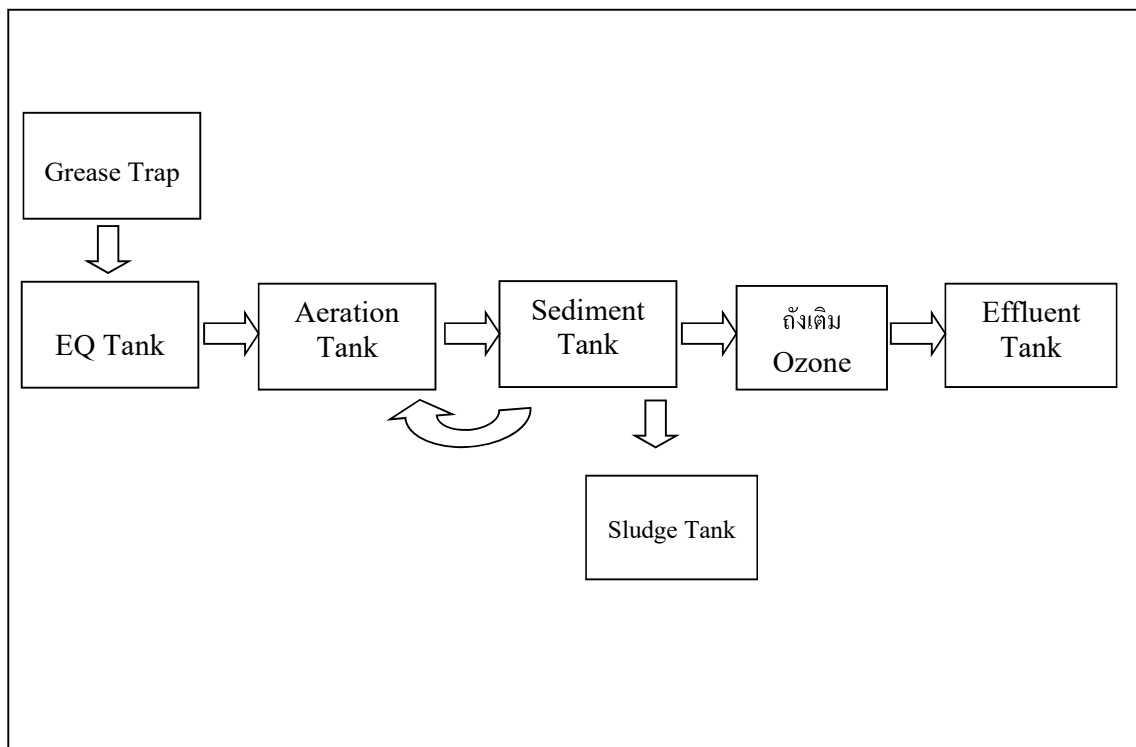 Grease Trap
EQ Tank
Aeration
Tank
Sediment
Tank
ถังเติม
Ozone
Effluent
Tank
Sludge Tank